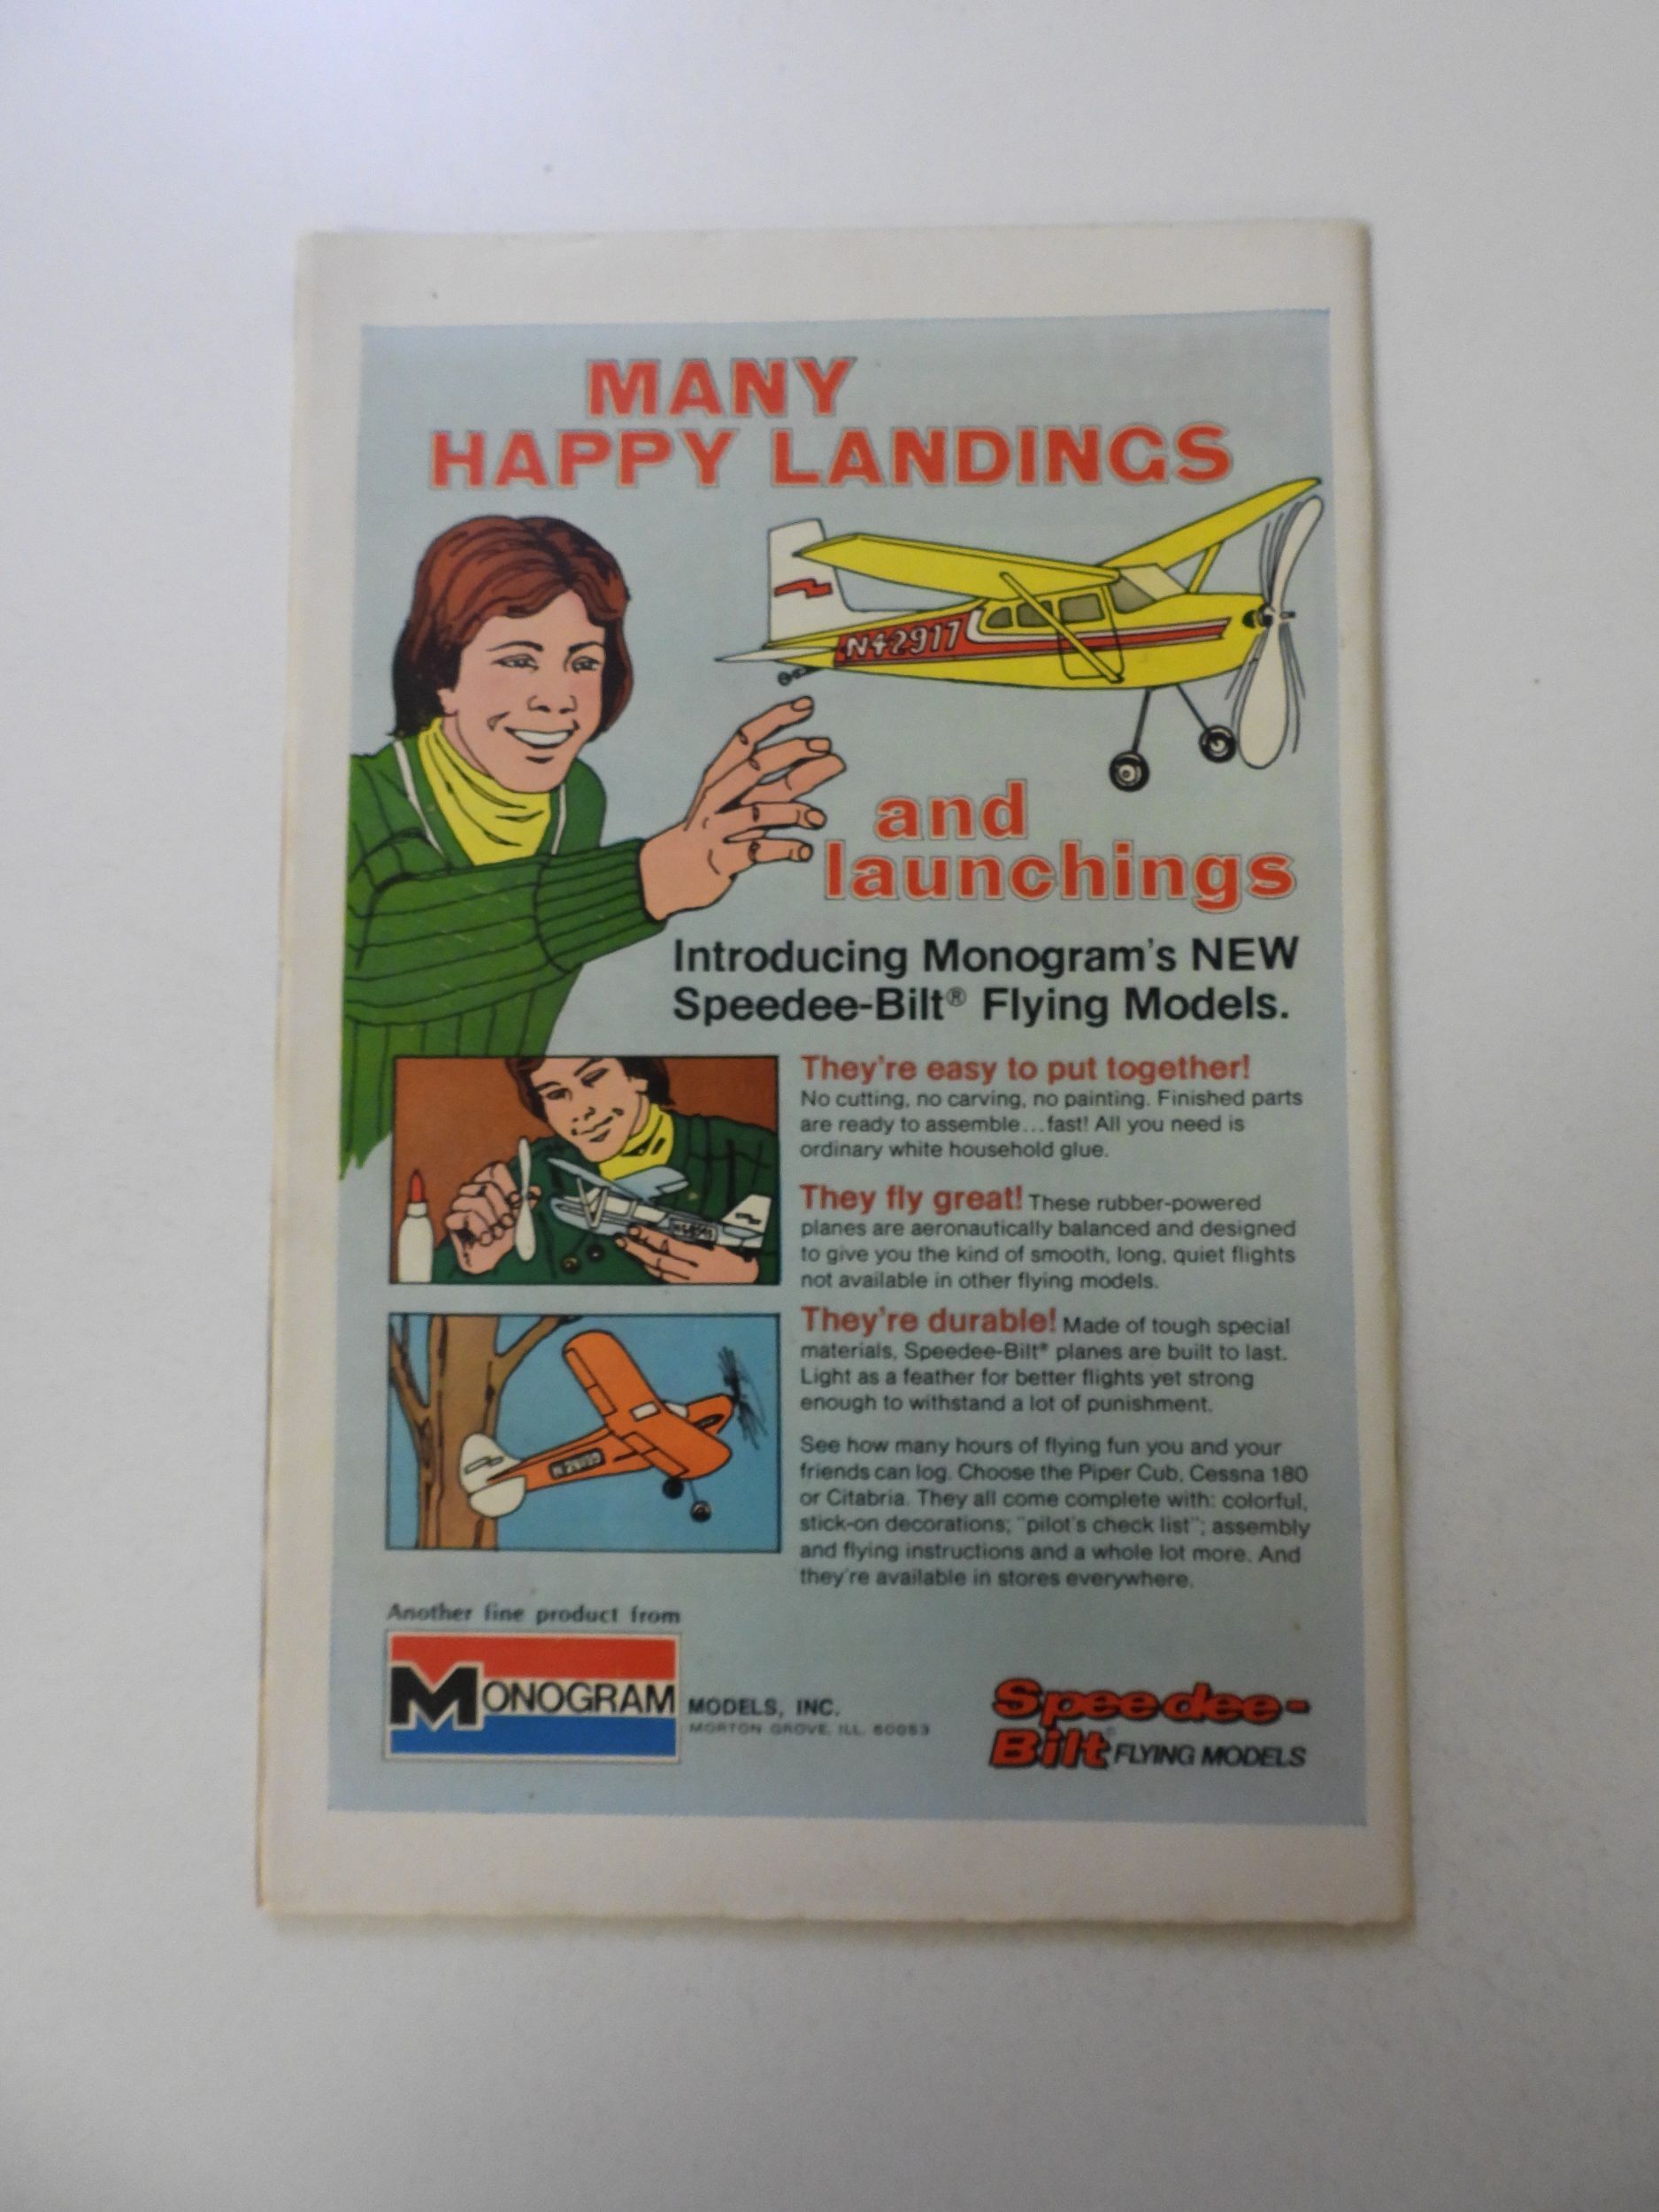 MANY
HAPPY LANDINGS
N42917
and
launchings
Introducing Monogram's NEW
Speedee-Bilt® Flying Models.
They're easy to put together!
No cutting, no carving, no painting. Finished parts
are ready to assemble...fast! All you need is
ordinary white household glue.
They fly great! These rubber-powered
planes are aeronautically balanced and designed
to give you the kind of smooth, long, quiet flights
not available in other flying models.
They're durable! Made of tough special
materials, Speedee-Bilt® planes are built to last.
Light as a feather for better flights yet strong
enough to withstand a lot of punishment.
See how many hours of flying fun you and your
friends can log. Choose the Piper Cub, Cessna 180
or Citabria. They all come complete with: colorful,
stick-on decorations; "pilot's check list"; assembly
and flying instructions and a whole lot more. And
they're available in stores everywhere.
Another fine product from
MONOGRAM MODELS, INC.
MORTON GROVE, ILL. 60053
Speedee-
Bilt® FLYING MODELS